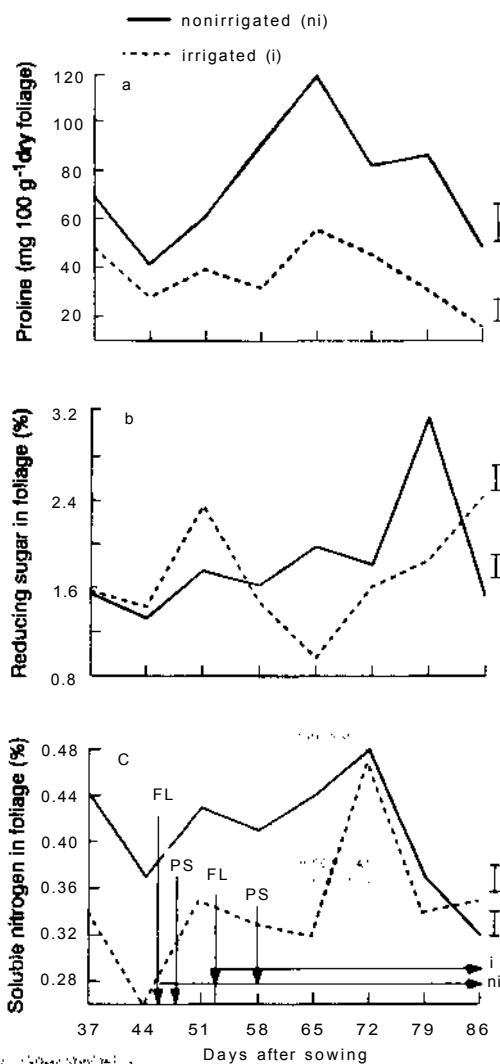 nonirrigated (ni)
irrigated (i)
a
Proline (mg 100 g⁻¹dry foliage)
120
100
80
60
40
20
b
Reducing sugar in foliage (%)
3.2
2.4
1.6
0.8
C
Soluble nitrogen in foliage (%)
0.48
0.44
0.40
0.36
0.32
0.28
FL
PS
FL
PS
i
ni
37 44 51 58 65 72 79 86
Days after sowing